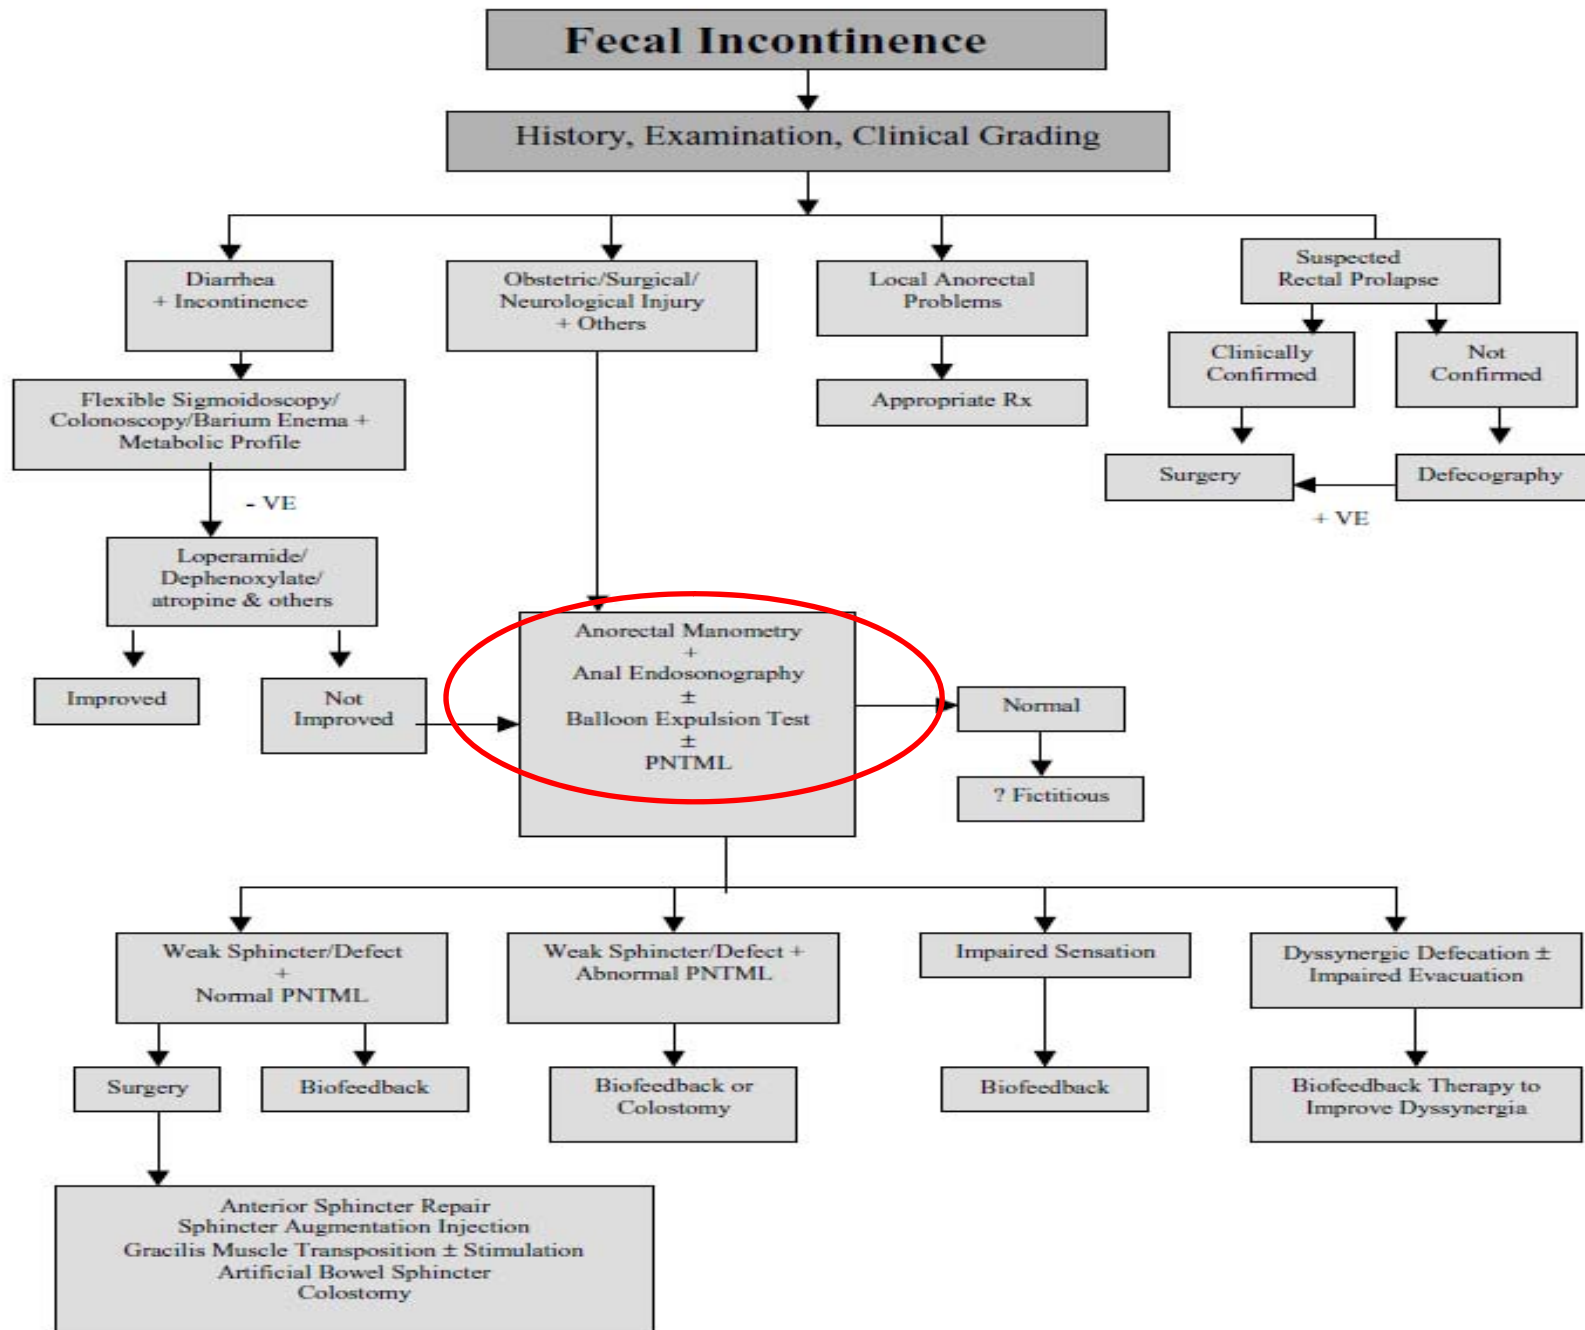 Fecal Incontinence
History, Examination, Clinical Grading
Diarrhea
+ Incontinence
Obstetric/Surgical/
Neurological Injury
+ Others
Local Anorectal
Problems
Suspected
Rectal Prolapse
Clinically
Confirmed
Not
Confirmed
Flexible Sigmoidoscopy/
Colonoscopy/Barium Enema +
Metabolic Profile
Appropriate Rx
Surgery
Defecography
- VE
+ VE
Loperamide/
Dephenoxylate/
atropine & others
Improved
Not
Improved
Anorectal Manometry
+
Anal Endosonography
±
Balloon Expulsion Test
±
PNTML
Normal
? Fictitious
Weak Sphincter/Defect
+
Normal PNTML
Weak Sphincter/Defect +
Abnormal PNTML
Impaired Sensation
Dyssynergic Defecation ±
Impaired Evacuation
Surgery
Biofeedback
Biofeedback or
Colostomy
Biofeedback
Biofeedback Therapy to
Improve Dyssynergia
Anterior Sphincter Repair
Sphincter Augmentation Injection
Gracilis Muscle Transposition ± Stimulation
Artificial Bowel Sphincter
Colostomy